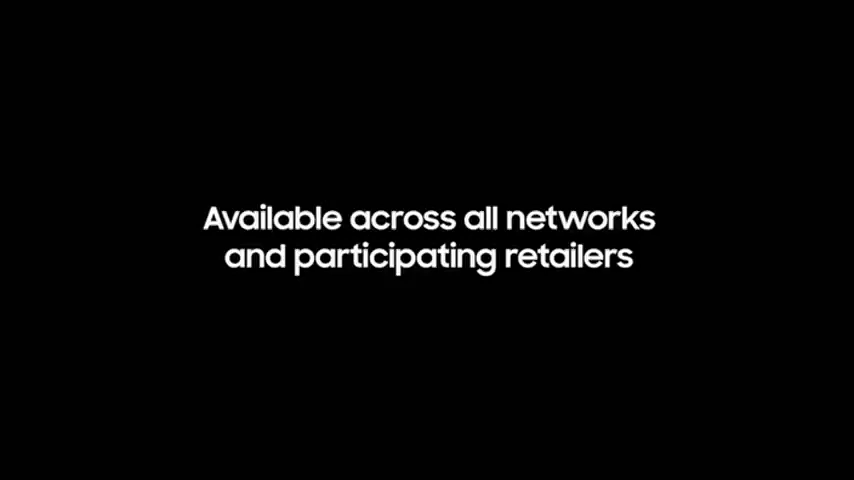 Available across all networks
and participating retailers